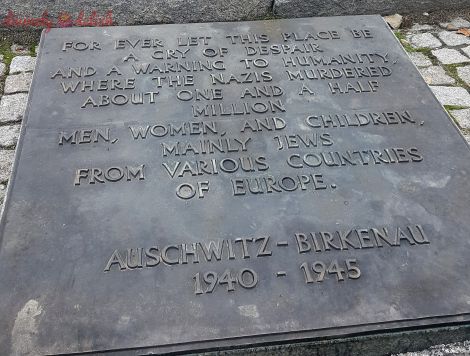 FOR EVER LET THIS PLACE BE
A CRY OF DESPAIR
AND A WARNING TO HUMANITY,
WHERE THE NAZIS MURDERED
ABOUT ONE AND A HALF
MILLION
MEN, WOMEN, AND CHILDREN,
MAINLY JEWS
FROM VARIOUS COUNTRIES
OF EUROPE.
AUSCHWITZ - BIRKENAU
1940 - 1945